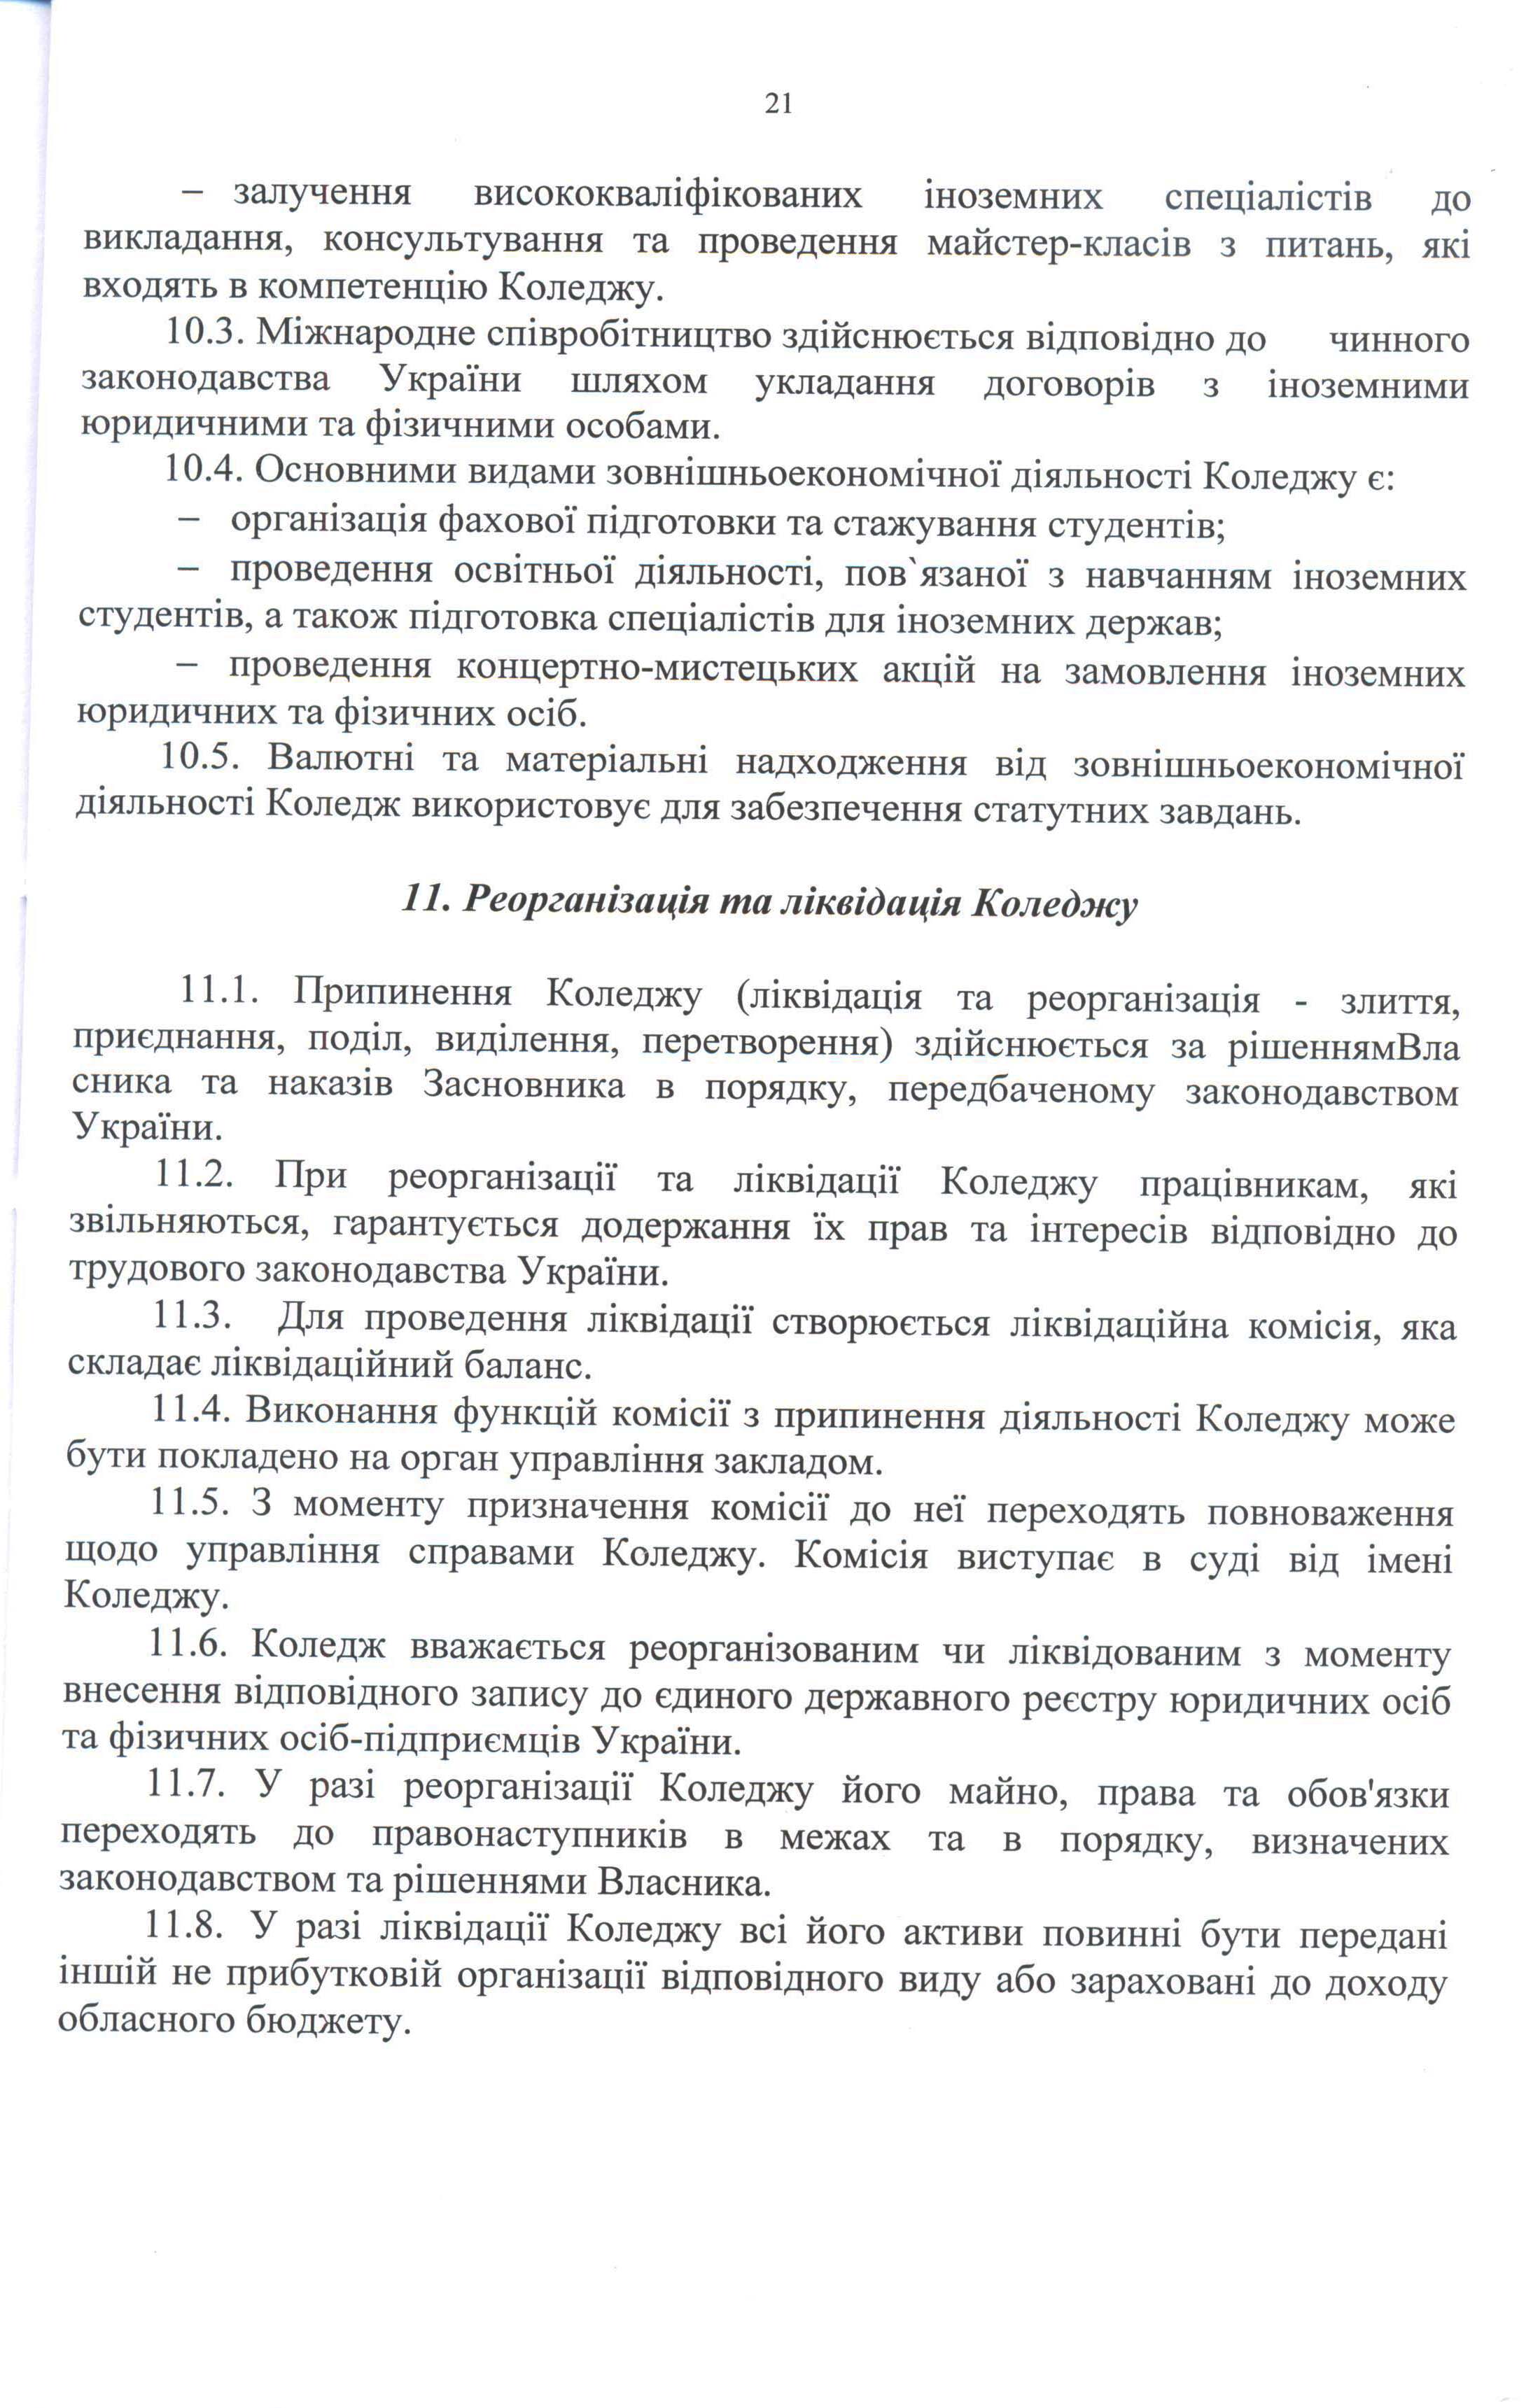 21
– залучення висококваліфікованих іноземних спеціалістів до
викладання, консультування та проведення майстер-класів з питань, які
входять в компетенцію Коледжу.
10.3. Міжнародне співробітництво здійснюється відповідно до чинного
законодавства України шляхом укладання договорів з іноземними
юридичними та фізичними особами.
10.4. Основними видами зовнішньоекономічної діяльності Коледжу є:
– організація фахової підготовки та стажування студентів;
– проведення освітньої діяльності, пов`язаної з навчанням іноземних
студентів, а також підготовка спеціалістів для іноземних держав;
– проведення концертно-мистецьких акцій на замовлення іноземних
юридичних та фізичних осіб.
10.5. Валютні та матеріальні надходження від зовнішньоекономічної
діяльності Коледж використовує для забезпечення статутних завдань.
11. Реорганізація та ліквідація Коледжу
11.1. Припинення Коледжу (ліквідація та реорганізація - злиття,
приєднання, поділ, виділення, перетворення) здійснюється за рішеннямВла
сника та наказів Засновника в порядку, передбаченому законодавством
України.
11.2. При реорганізації та ліквідації Коледжу працівникам, які
звільняються, гарантується додержання їх прав та інтересів відповідно до
трудового законодавства України.
11.3. Для проведення ліквідації створюється ліквідаційна комісія, яка
складає ліквідаційний баланс.
11.4. Виконання функцій комісії з припинення діяльності Коледжу може
бути покладено на орган управління закладом.
11.5. З моменту призначення комісії до неї переходять повноваження
щодо управління справами Коледжу. Комісія виступає в суді від імені
Коледжу.
11.6. Коледж вважається реорганізованим чи ліквідованим з моменту
внесення відповідного запису до єдиного державного реєстру юридичних осіб
та фізичних осіб-підприємців України.
11.7. У разі реорганізації Коледжу його майно, права та обов'язки
переходять до правонаступників в межах та в порядку, визначених
законодавством та рішеннями Власника.
11.8. У разі ліквідації Коледжу всі його активи повинні бути передані
іншій не прибутковій організації відповідного виду або зараховані до доходу
обласного бюджету.